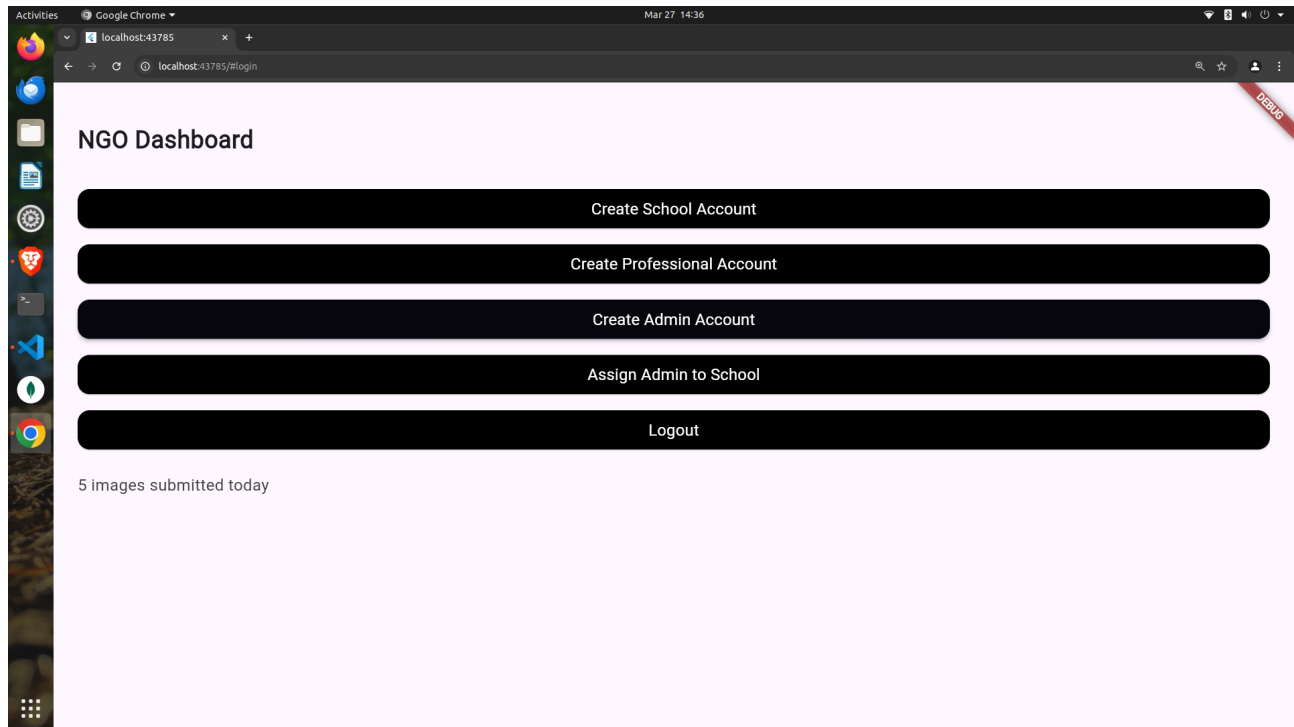 Activities Google Chrome Mar 27 14:36
localhost:43785
localhost:43785/#login
DEBUG
NGO Dashboard
Create School Account
Create Professional Account
Create Admin Account
Assign Admin to School
Logout
5 images submitted today